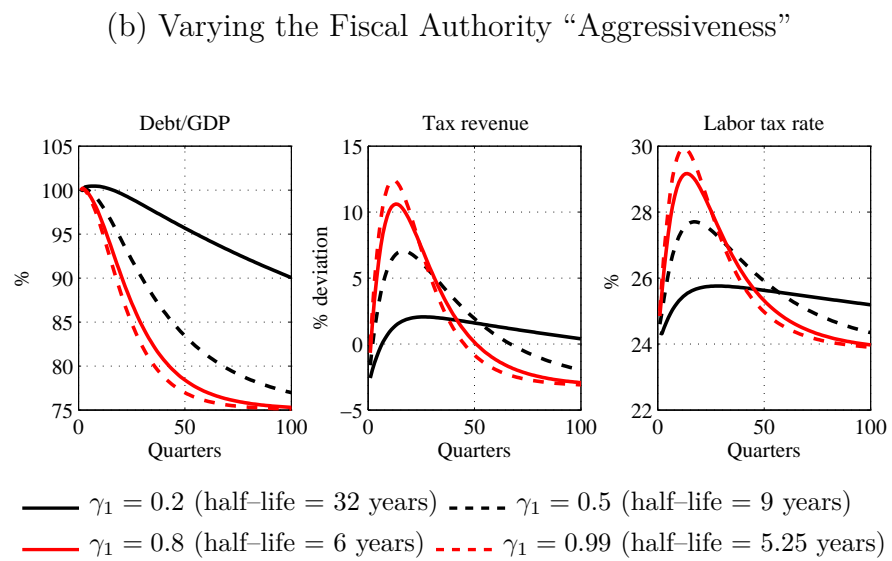 (b) Varying the Fiscal Authority “Aggressiveness”
Debt/GDP
Tax revenue
Labor tax rate
105
100
95
90
85
80
75
%
0
50
100
Quarters
15
10
5
0
−5
% deviation
0
50
100
Quarters
30
28
26
24
22
%
0
50
100
Quarters
γ₁ = 0.2 (half–life = 32 years)
γ₁ = 0.5 (half–life = 9 years)
γ₁ = 0.8 (half–life = 6 years)
γ₁ = 0.99 (half–life = 5.25 years)